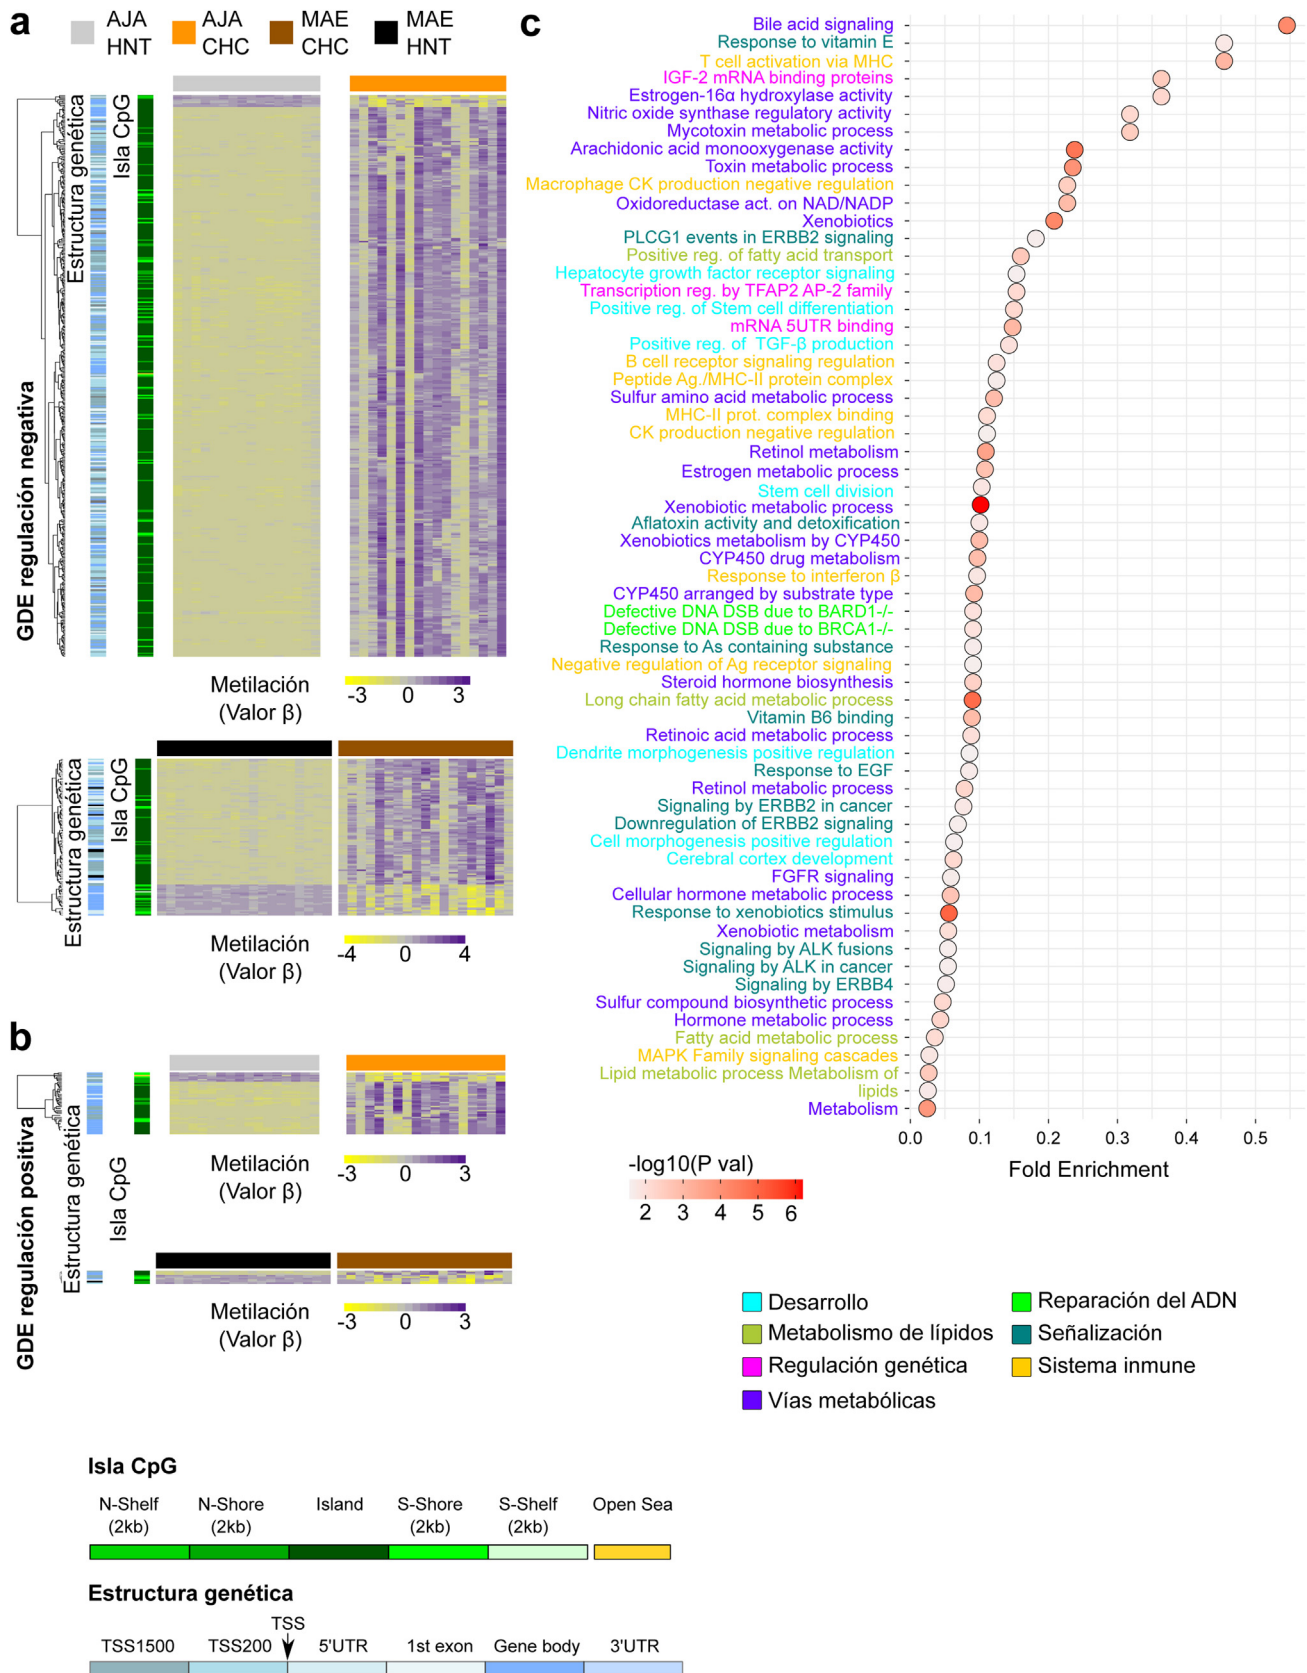 a
AJA
HNT
AJA
CHC
MAE
CHC
MAE
HNT
GDE regulación negativa
Estructura genética
Isla CpG
Metilación
(Valor β)
-3 0 3
Estructura genética
Isla CpG
Metilación
(Valor β)
-4 0 4
b
GDE regulación positiva
Estructura genética
Isla CpG
Metilación
(Valor β)
-3 0 3
Estructura genética
Metilación
(Valor β)
-3 0 3
c
Bile acid signaling
Response to vitamin E
T cell activation via MHC
IGF-2 mRNA binding proteins
Estrogen-16α hydroxylase activity
Nitric oxide synthase regulatory activity
Mycotoxin metabolic process
Arachidonic acid monooxygenase activity
Toxin metabolic process
Macrophage CK production negative regulation
Oxidoreductase act. on NAD/NADP
Xenobiotics
PLCG1 events in ERBB2 signaling
Positive reg. of fatty acid transport
Hepatocyte growth factor receptor signaling
Transcription reg. by TFAP2 AP-2 family
Positive reg. of Stem cell differentiation
mRNA 5UTR binding
Positive reg. of TGF-β production
B cell receptor signaling regulation
Peptide Ag./MHC-II protein complex
Sulfur amino acid metabolic process
MHC-II prot. complex binding
CK production negative regulation
Retinol metabolism
Estrogen metabolic process
Stem cell division
Xenobiotic metabolic process
Aflatoxin activity and detoxification
Xenobiotics metabolism by CYP450
CYP450 drug metabolism
Response to interferon β
CYP450 arranged by substrate type
Defective DNA DSB due to BARD1-/-
Defective DNA DSB due to BRCA1-/-
Response to As containing substance
Negative regulation of Ag receptor signaling
Steroid hormone biosynthesis
Long chain fatty acid metabolic process
Vitamin B6 binding
Retinoic acid metabolic process
Dendrite morphogenesis positive regulation
Response to EGF
Retinol metabolic process
Signaling by ERBB2 in cancer
Downregulation of ERBB2 signaling
Cell morphogenesis positive regulation
Cerebral cortex development
FGFR signaling
Cellular hormone metabolic process
Response to xenobiotics stimulus
Xenobiotic metabolism
Signaling by ALK fusions
Signaling by ALK in cancer
Signaling by ERBB4
Sulfur compound biosynthetic process
Hormone metabolic process
Fatty acid metabolic process
MAPK Family signaling cascades
Lipid metabolic process Metabolism of
lipids
Metabolism
0.0 0.1 0.2 0.3 0.4 0.5
Fold Enrichment
-log10(P val)
2 3 4 5 6
Desarrollo
Metabolismo de lípidos
Regulación genética
Vías metabólicas
Reparación del ADN
Señalización
Sistema inmune
Isla CpG
N-Shelf
(2kb)
N-Shore
(2kb)
Island
S-Shore
(2kb)
S-Shelf
(2kb)
Open Sea
Estructura genética
TSS
TSS1500 TSS200 5'UTR 1st exon Gene body 3'UTR